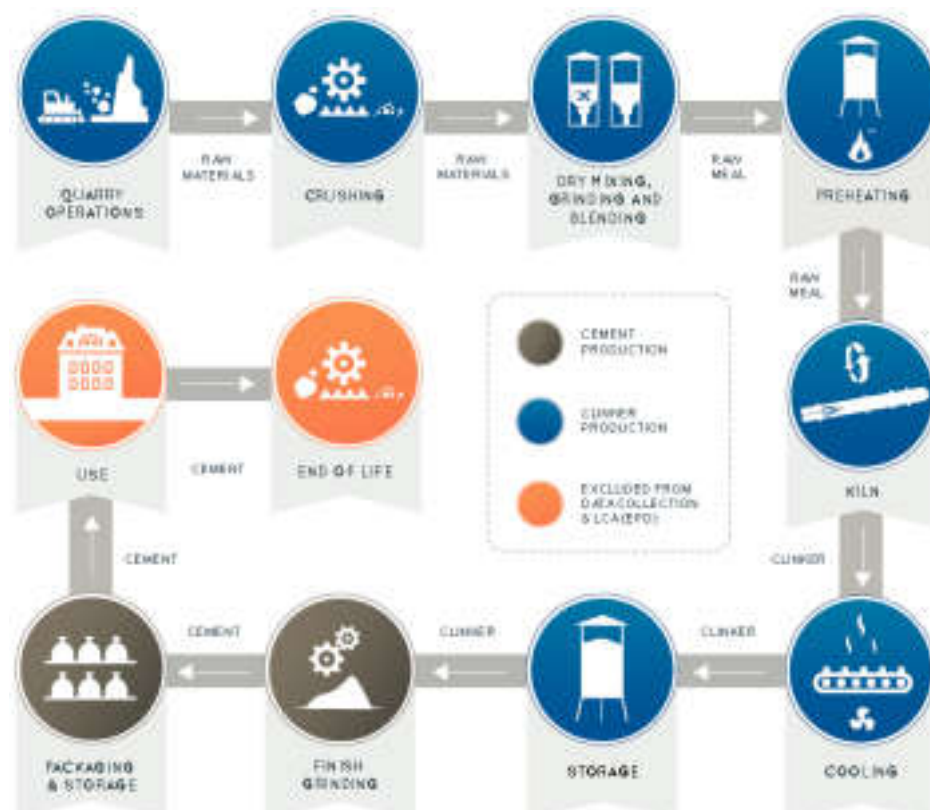 RAW
MATERIALS
RAW
MATERIALS
RAW
MEAL
QUARRY
OPERATIONS
CRUSHING
DRY MIXING,
GRINDING AND
BLENDING
PREHEATING
RAW
MEAL
CEMENT
PRODUCTION
CLINKER
PRODUCTION
EXCLUDED FROM
DATA COLLECTION
& LCA (EPD)
USE
CEMENT
END OF LIFE
KILN
CEMENT
CLINKER
CEMENT
CLINKER
CLINKER
PACKAGING
& STORAGE
FINISH
GRINDING
STORAGE
COOLING